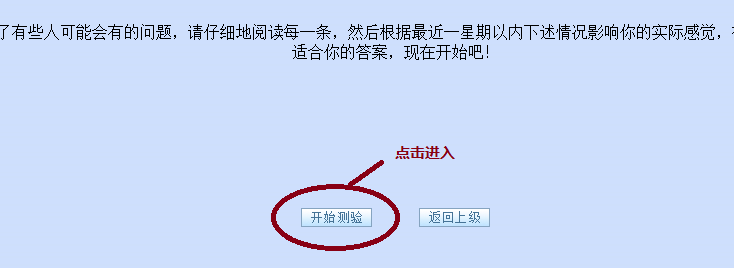 了有些人可能会有的问题，请仔细地阅读每一条，然后根据最近一星期以内下述情况影响你的实际感觉，
适合你的答案，现在开始吧！
点击进入
开始测验 返回上级